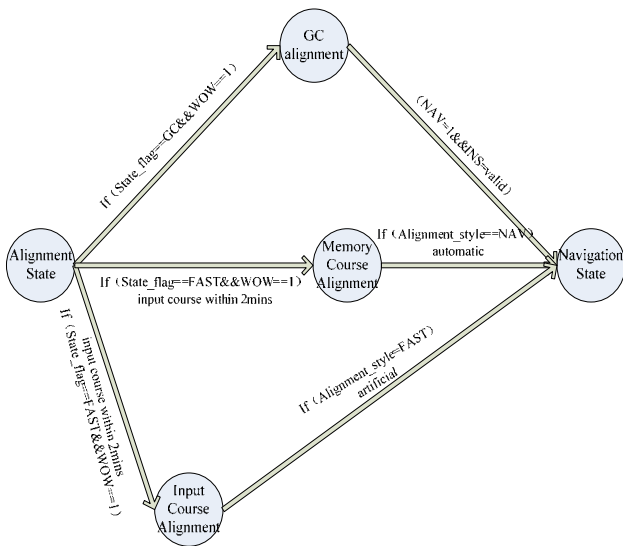 GC
alignment
If (State_flag==GC&&WOW==1)
(NAV=1&&INS=valid)
Alignment
State
If (State_flag==FAST&&WOW==1)
input course within 2mins
Memory
Course
Alignment
If (Alignment_style==NAV)
automatic
Navigation
State
input course within 2mins
If (State_flag==FAST&&WOW==1)
If (Alignment_style=FAST)
artificial
Input
Course
Alignment